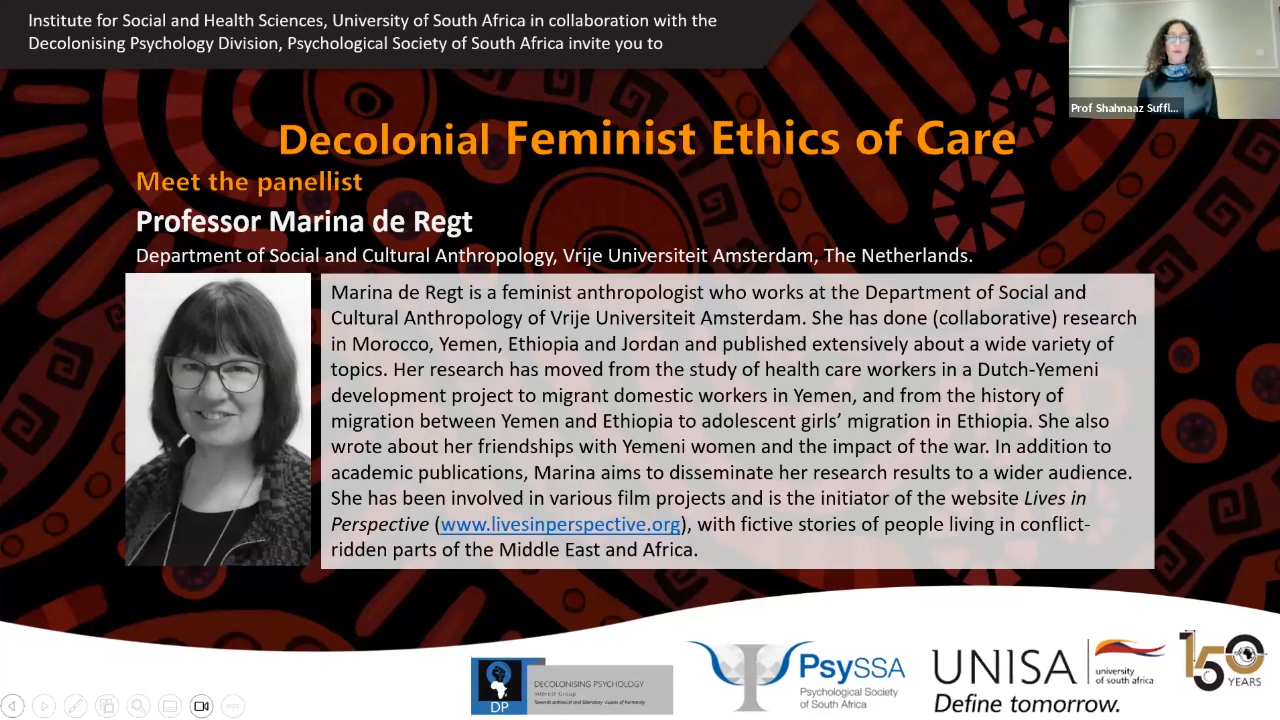 Institute for Social and Health Sciences, University of South Africa in collaboration with the
Decolonising Psychology Division, Psychological Society of South Africa invite you to
Prof Shahnaaz Suffl...
Decolonial Feminist Ethics of Care
Meet the panellist
Professor Marina de Regt
Department of Social and Cultural Anthropology, Vrije Universiteit Amsterdam, The Netherlands.
Marina de Regt is a feminist anthropologist who works at the Department of Social and
Cultural Anthropology of Vrije Universiteit Amsterdam. She has done (collaborative) research
in Morocco, Yemen, Ethiopia and Jordan and published extensively about a wide variety of
topics. Her research has moved from the study of health care workers in a Dutch-Yemeni
development project to migrant domestic workers in Yemen, and from the history of
migration between Yemen and Ethiopia to adolescent girls’ migration in Ethiopia. She also
wrote about her friendships with Yemeni women and the impact of the war. In addition to
academic publications, Marina aims to disseminate her research results to a wider audience.
She has been involved in various film projects and is the initiator of the website Lives in
Perspective (www.livesinperspective.org), with fictive stories of people living in conflict-
ridden parts of the Middle East and Africa.
DP
DECOLONISING PSYCHOLOGY
Interest Group
PsySSA
Psychological Society
of South Africa
UNISA
university
of south africa
Define tomorrow.
150
YEARS